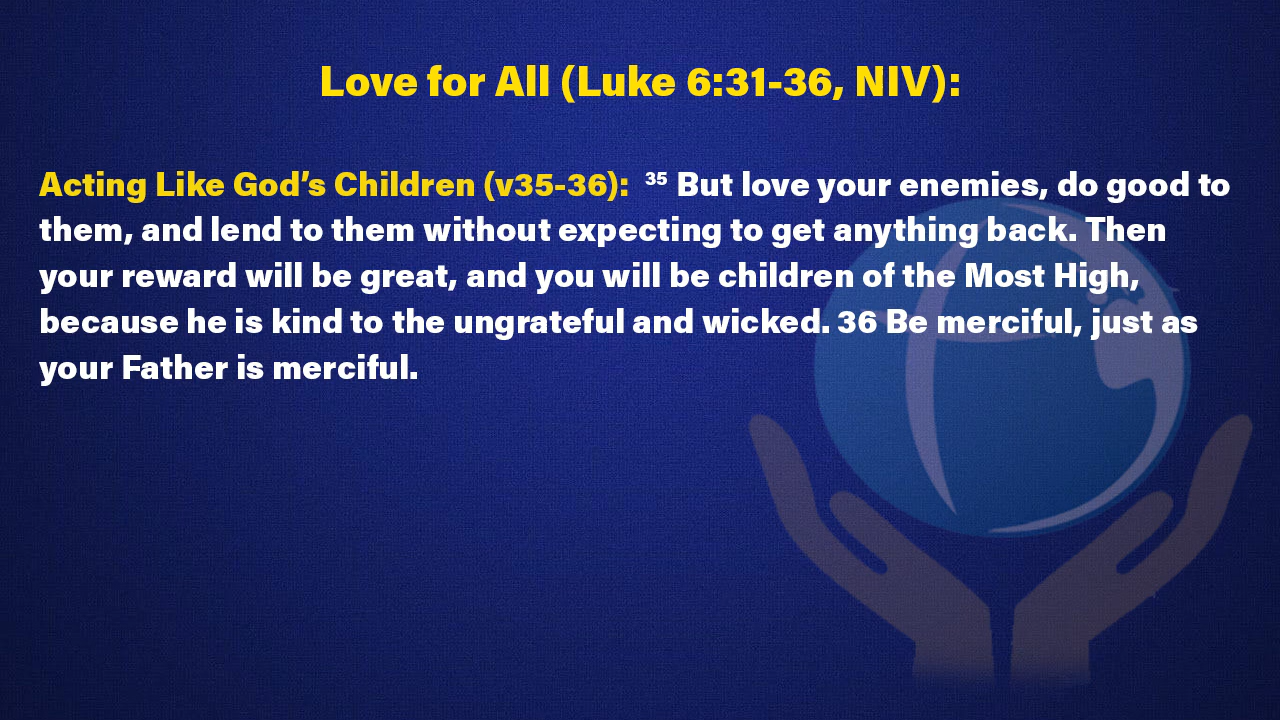 Love for All (Luke 6:31-36, NIV):
Acting Like God’s Children (v35-36): ³⁵ But love your enemies, do good to
them, and lend to them without expecting to get anything back. Then
your reward will be great, and you will be children of the Most High,
because he is kind to the ungrateful and wicked. 36 Be merciful, just as
your Father is merciful.